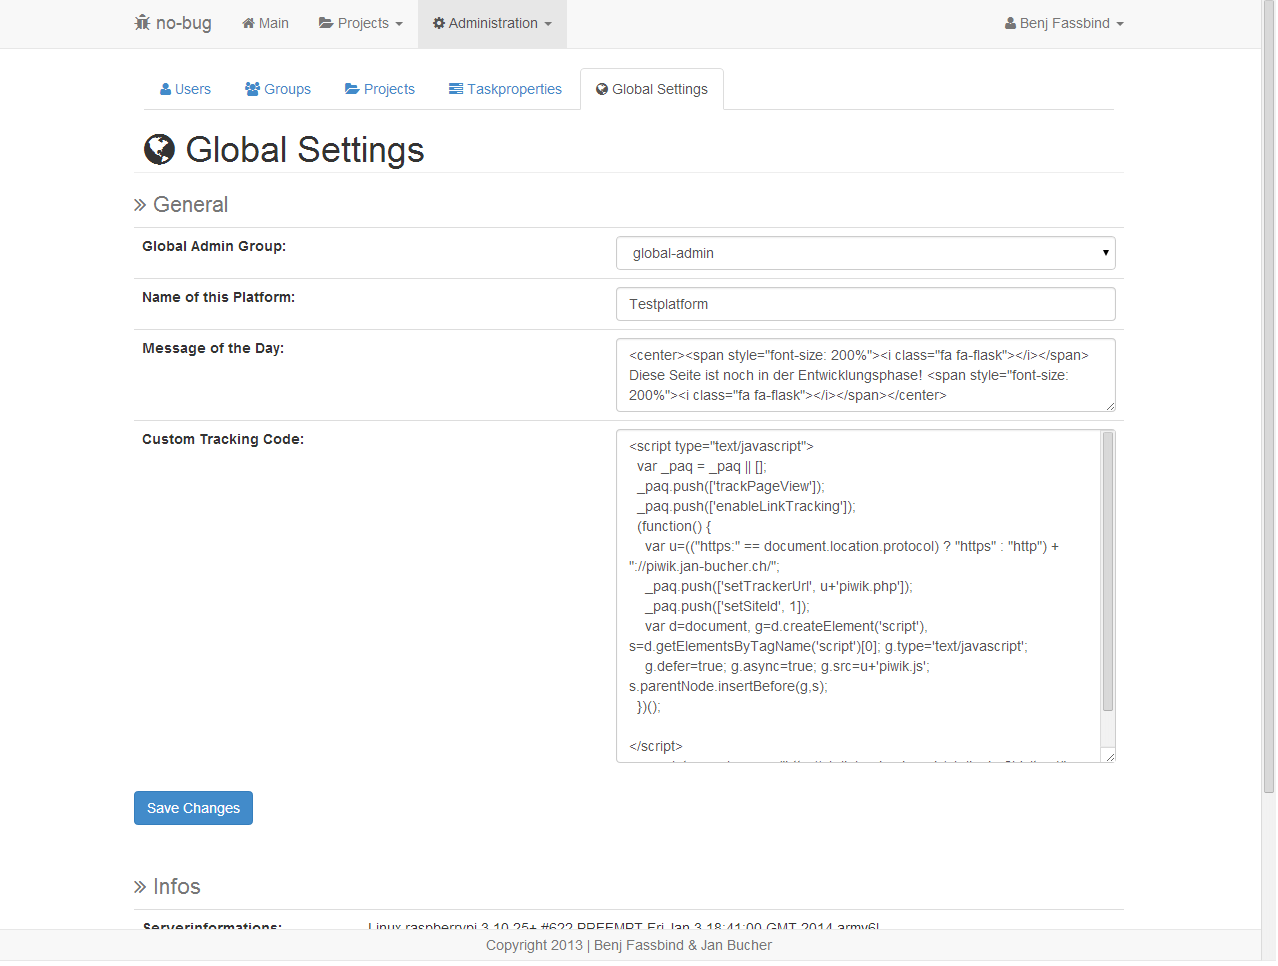 no-bug Main Projects Administration Benj Fassbind
Users Groups Projects Taskproperties Global Settings
Global Settings
» General
Global Admin Group: global-admin
Name of this Platform: Testplatform
Message of the Day: <center><span style="font-size: 200%"><i class="fa fa-flask"></i></span>
Diese Seite ist noch in der Entwicklungsphase! <span style="font-size:
200%"><i class="fa fa-flask"></i></span></center>
Custom Tracking Code: <script type="text/javascript">
var _paq = _paq || [];
_paq.push(['trackPageView']);
_paq.push(['enableLinkTracking']);
(function() {
var u=(("https:" == document.location.protocol) ? "https" : "http") +
"://piwik.jan-bucher.ch/";
_paq.push(['setTrackerUrl', u+'piwik.php']);
_paq.push(['setSiteId', 1]);
var d=document, g=d.createElement('script'),
s=d.getElementsByTagName('script')[0]; g.type='text/javascript';
g.defer=true; g.async=true; g.src=u+'piwik.js';
s.parentNode.insertBefore(g,s);
})();
</script>
Save Changes
» Infos
Serverinformations: Linux raspberrypi 3.10.25+ #622 PREEMPT Fri Jan 3 18:41:00 GMT 2014 armv6l
Copyright 2013 | Benj Fassbind & Jan Bucher